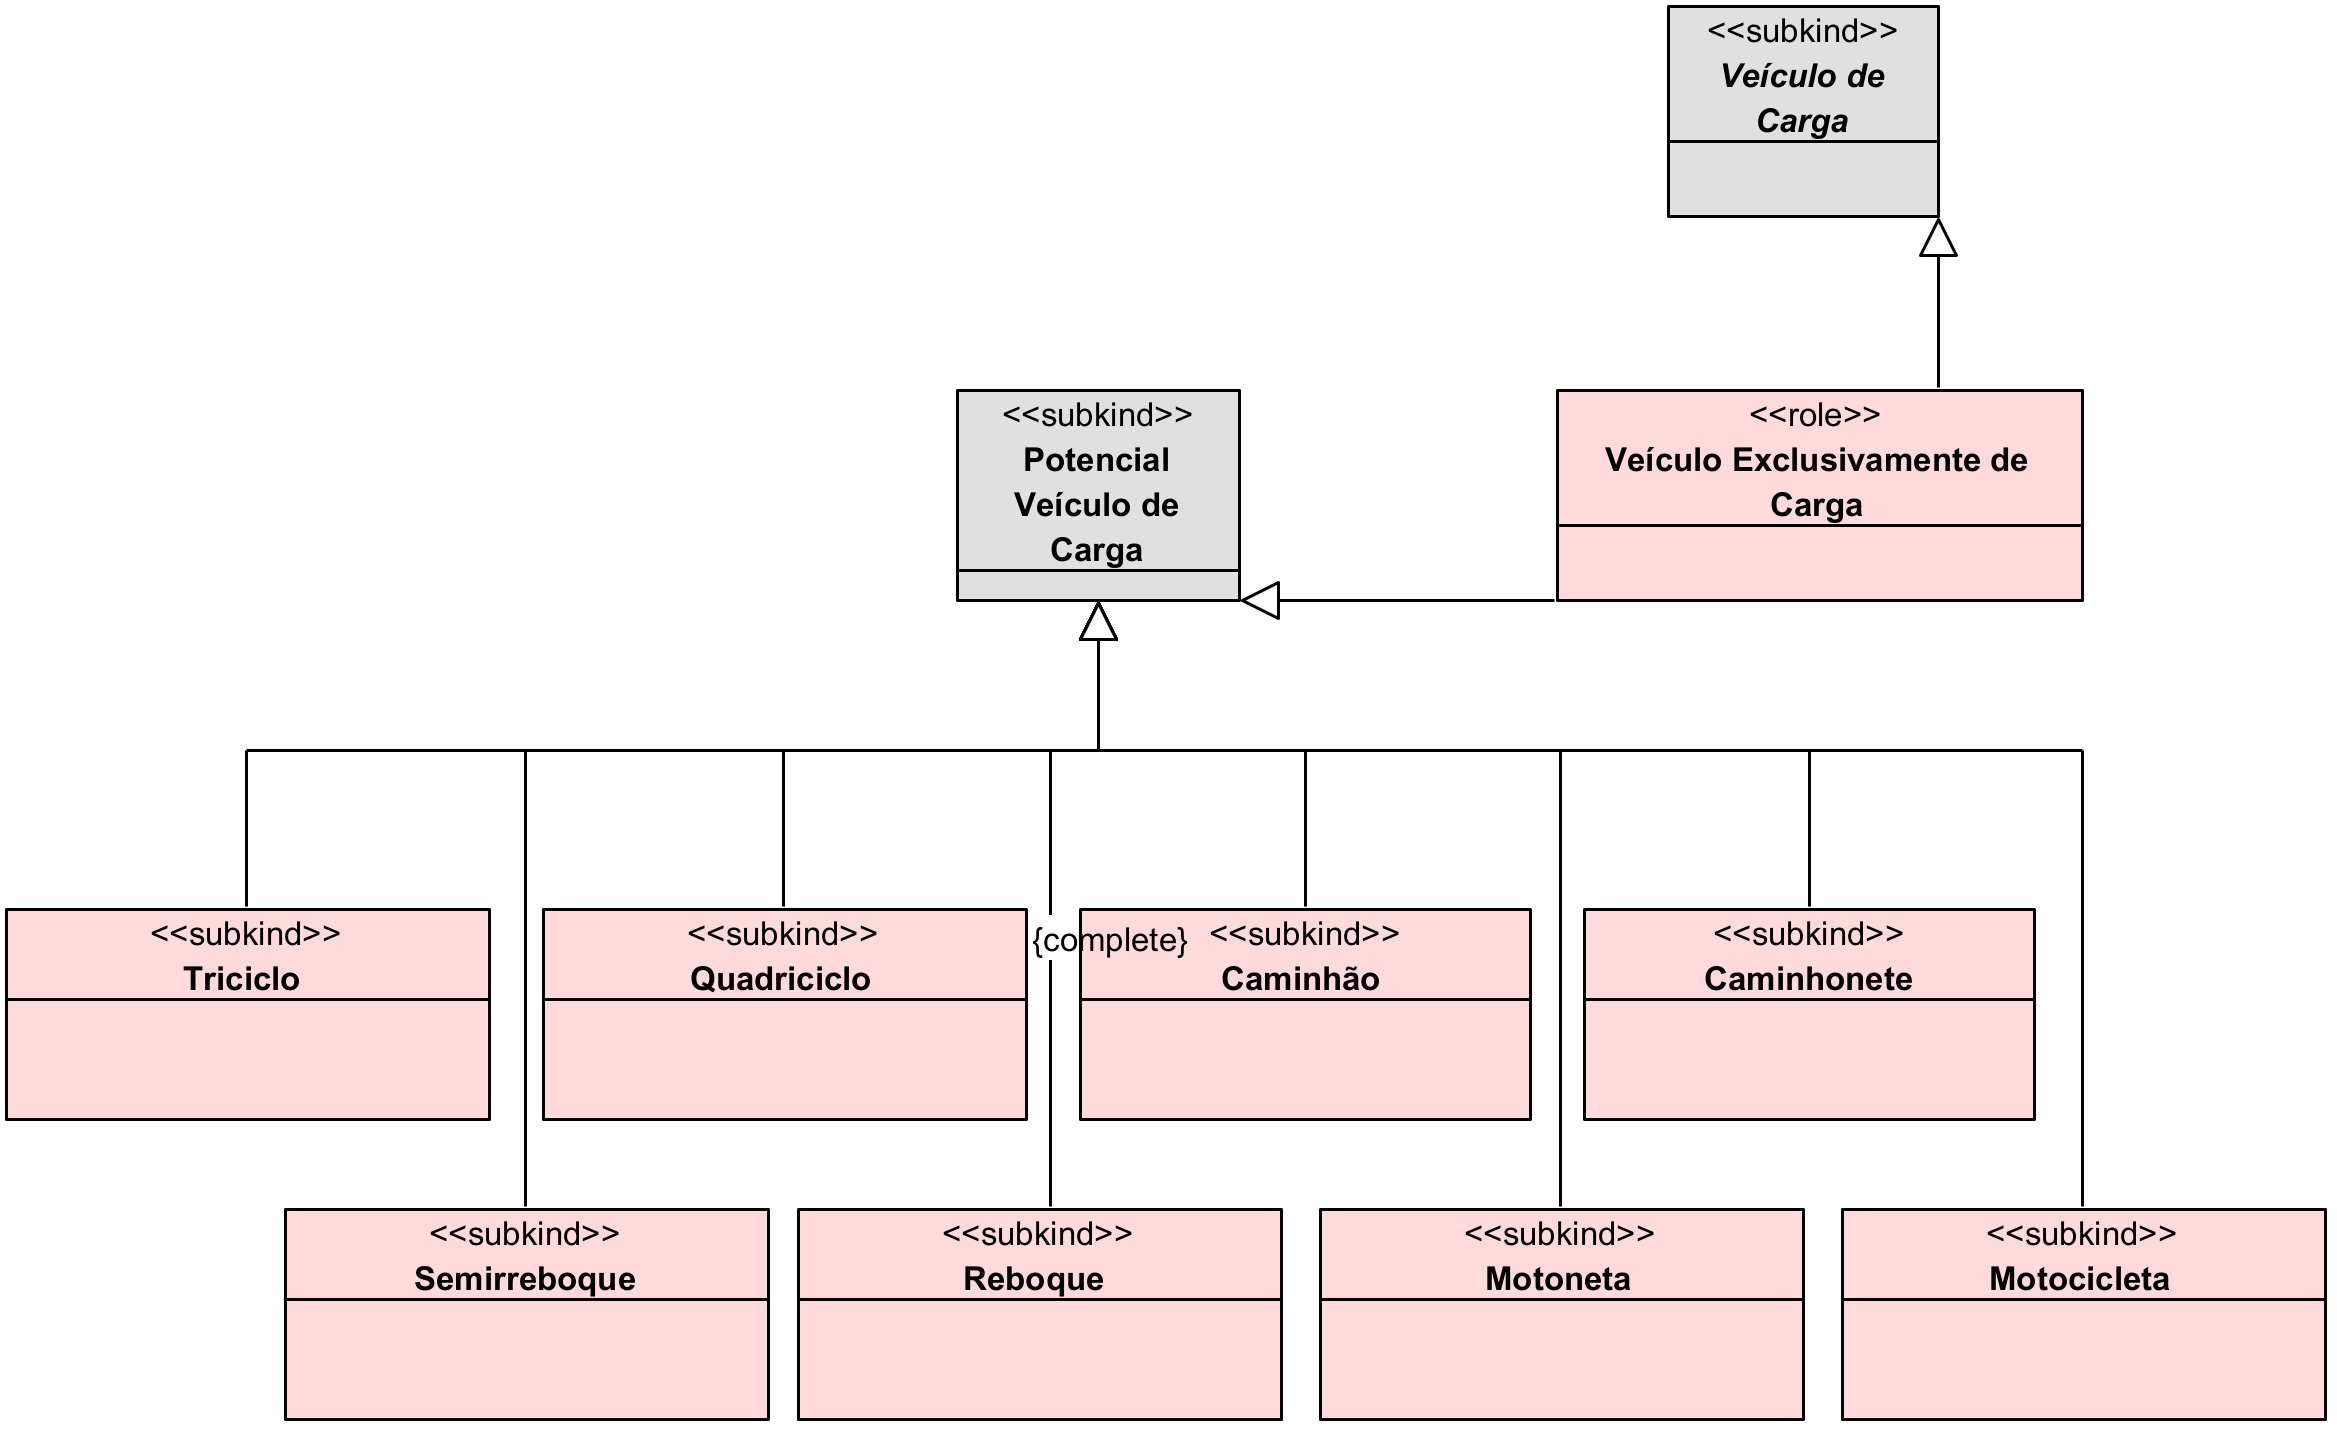 <<subkind>>
Veículo de
Carga
<<subkind>>
Potencial
Veículo de
Carga
<<role>>
Veículo Exclusivamente de
Carga
<<subkind>>
Triciclo
<<subkind>>
Quadriciclo
{complete}
<<subkind>>
Caminhão
<<subkind>>
Caminhonete
<<subkind>>
Semirreboque
<<subkind>>
Reboque
<<subkind>>
Motoneta
<<subkind>>
Motocicleta